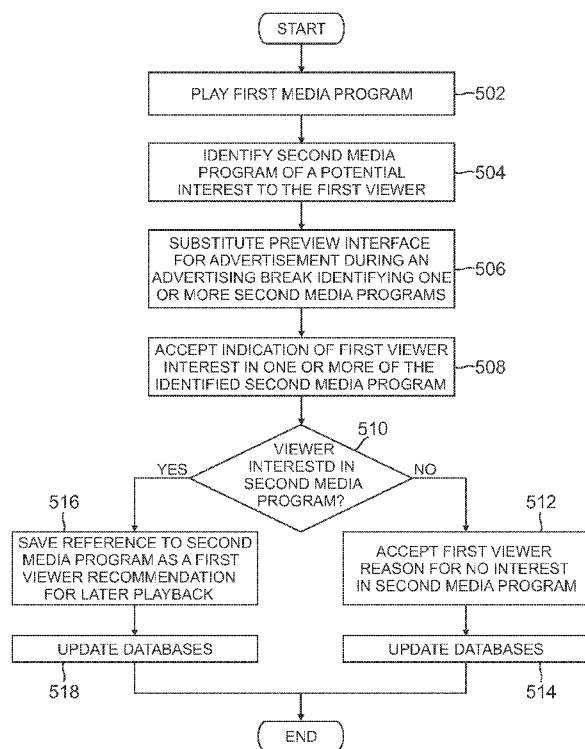 START
PLAY FIRST MEDIA PROGRAM
502
IDENTIFY SECOND MEDIA
PROGRAM OF A POTENTIAL
INTEREST TO THE FIRST VIEWER
504
SUBSTITUTE PREVIEW INTERFACE
FOR ADVERTISEMENT DURING AN
ADVERTISING BREAK IDENTIFYING ONE
OR MORE SECOND MEDIA PROGRAMS
506
ACCEPT INDICATION OF FIRST VIEWER
INTEREST IN ONE OR MORE OF THE
IDENTIFIED SECOND MEDIA PROGRAM
508
510
VIEWER
INTERESTD IN
SECOND MEDIA
PROGRAM?
YES
NO
516
SAVE REFERENCE TO SECOND
MEDIA PROGRAM AS A FIRST
VIEWER RECOMMENDATION
FOR LATER PLAYBACK
512
ACCEPT FIRST VIEWER
REASON FOR NO INTEREST
IN SECOND MEDIA PROGRAM
UPDATE DATABASES
518
UPDATE DATABASES
514
END